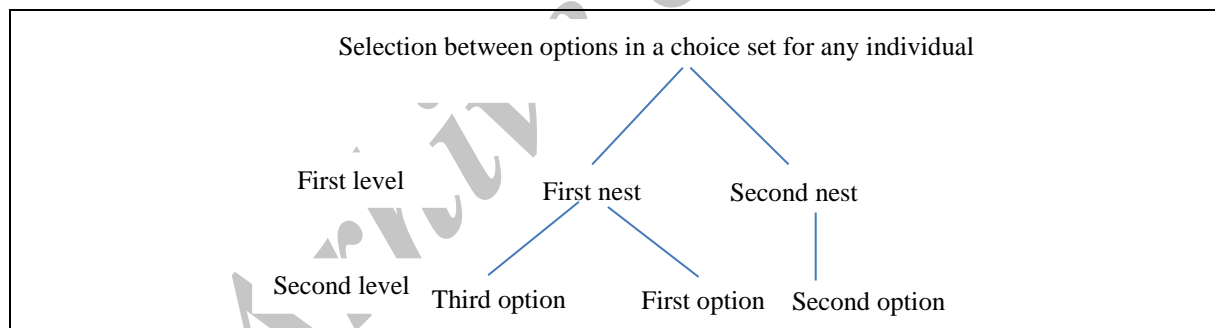 Selection between options in a choice set for any individual
First level
First nest
Second nest
Second level
Third option
First option
Second option